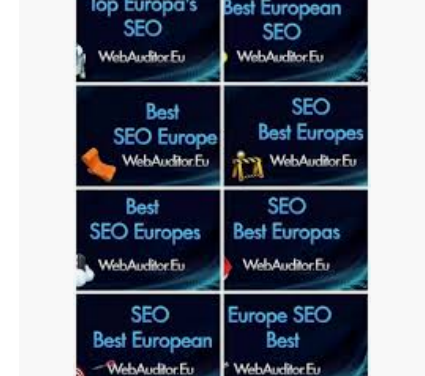 Top Europa's
SEO
WebAuditor.Eu
Best European
SEO
WebAuditor.Eu
Best
SEO Europe
WebAuditor.Eu
SEO
Best Europes
WebAuditor.Eu
Best
SEO Europes
WebAuditor.Eu
SEO
Best Europas
WebAuditor.Eu
SEO
Best European
WebAuditor.Eu
Europe SEO
Best
WebAuditor.Eu